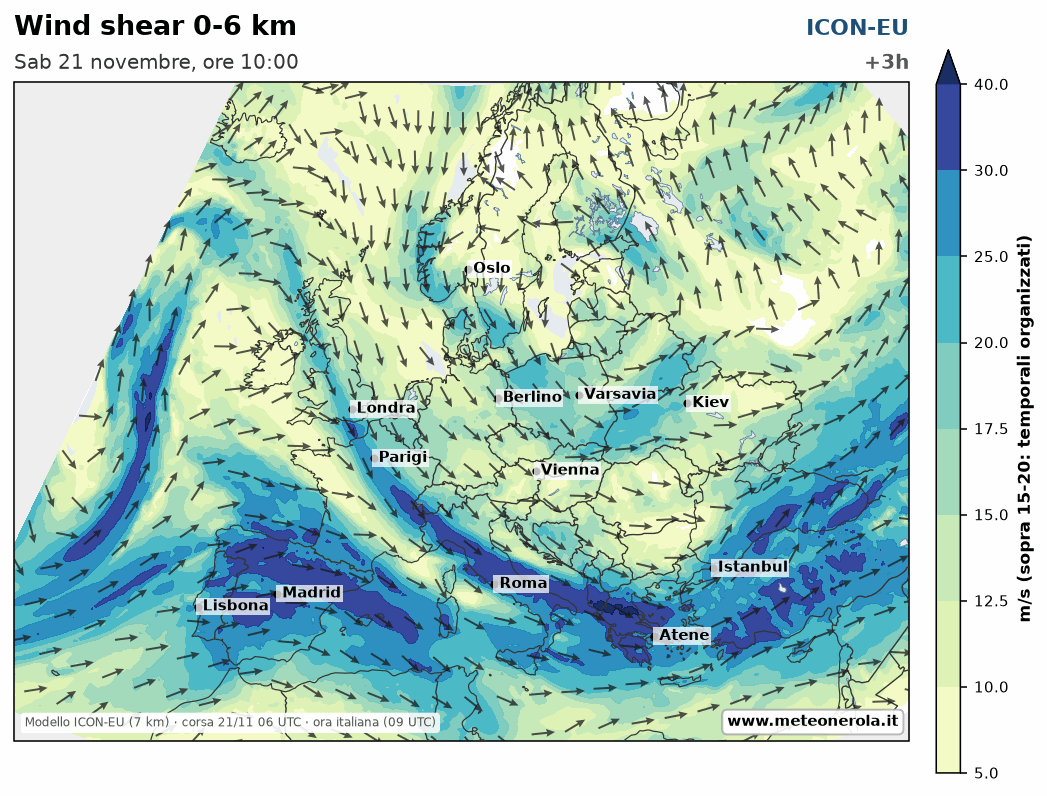 Wind shear 0-6 km
ICON-EU
Sab 21 novembre, ore 10:00
+3h
40.0
30.0
25.0
20.0
17.5
15.0
12.5
10.0
5.0
m/s (sopra 15-20: temporali organizzati)
Oslo
Londra
Berlino
Varsavia
Kiev
Parigi
Vienna
Istanbul
Roma
Madrid
Lisbona
Atene
Modello ICON-EU (7 km) · corsa 21/11 06 UTC · ora italiana (09 UTC)
www.meteonerola.it